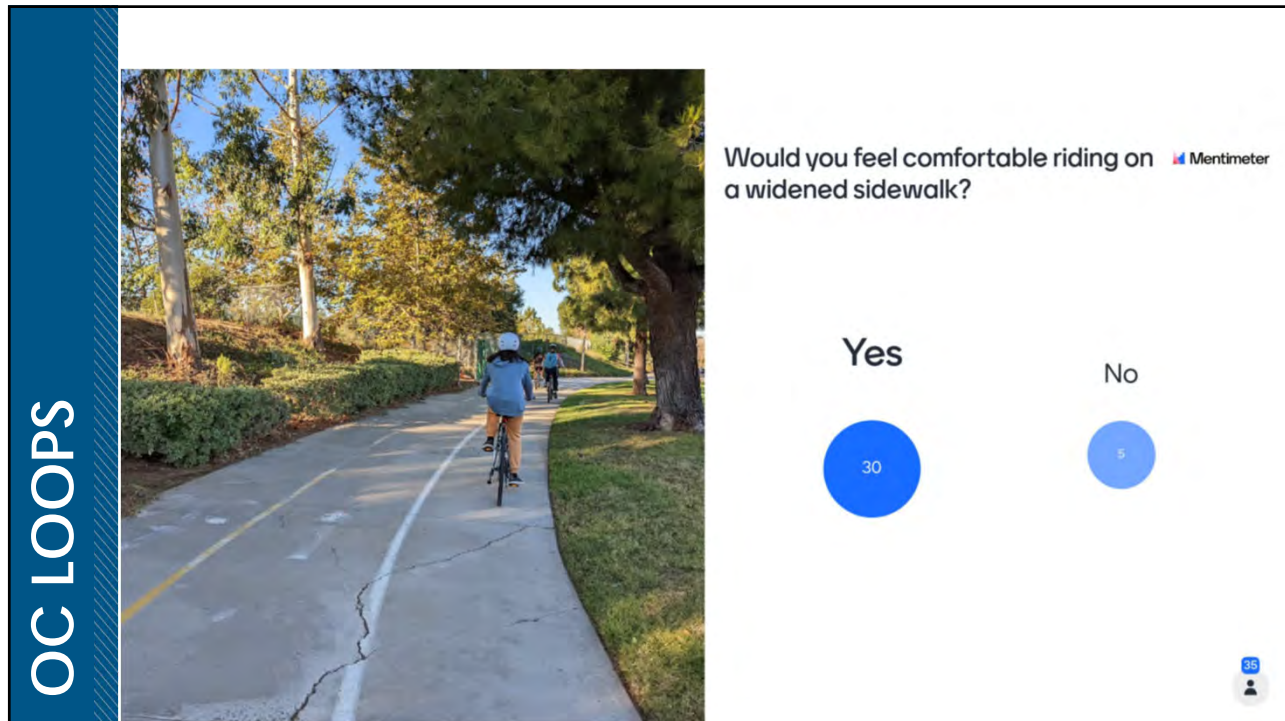 OC LOOPS
Would you feel comfortable riding on
a widened sidewalk?
Mentimeter
Yes
No
30
5
35